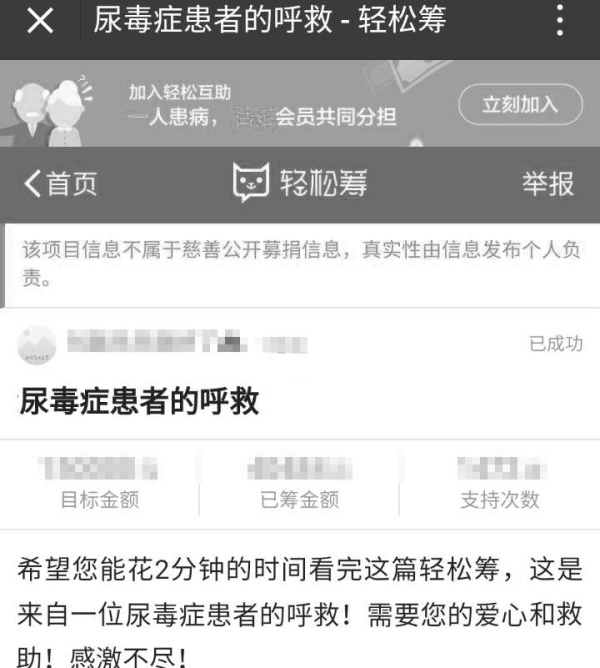 尿毒症患者的呼救 - 轻松筹
加入轻松互助
一人患病，会员共同分担
立刻加入
首页
轻松筹
举报
该项目信息不属于慈善公开募捐信息，真实性由信息发布个人负
责。
已成功
尿毒症患者的呼救
目标金额
已筹金额
支持次数
希望您能花2分钟的时间看完这篇轻松筹，这是
来自一位尿毒症患者的呼救！需要您的爱心和救
助！感激不尽！